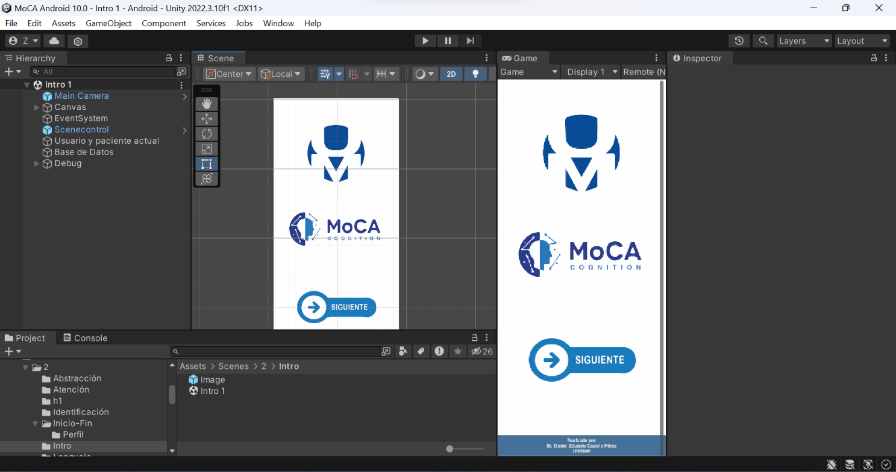 MoCA Android 10.0 - Intro 1 - Android - Unity 2022.3.10f1 <DX11>
File Edit Assets GameObject Component Services Jobs Window Help
Z Layers Layout
Hierarchy
All
Intro 1
Main Camera
Canvas
EventSystem
Scenecontrol
Usuario y paciente actual
Base de Datos
Debug
Scene
Center Local 2D
MoCA
COGNITION
SIGUIENTE
Game
Game Display 1 Remote (N
MoCA
COGNITION
SIGUIENTE
Realizado por
Inspector
Project Console
26
2
Abstracción
Atención
h1
Identificación
Inicio-Fin
Perfil
Intro
Lenguaje
Assets > Scenes > 2 > Intro
Image
Intro 1